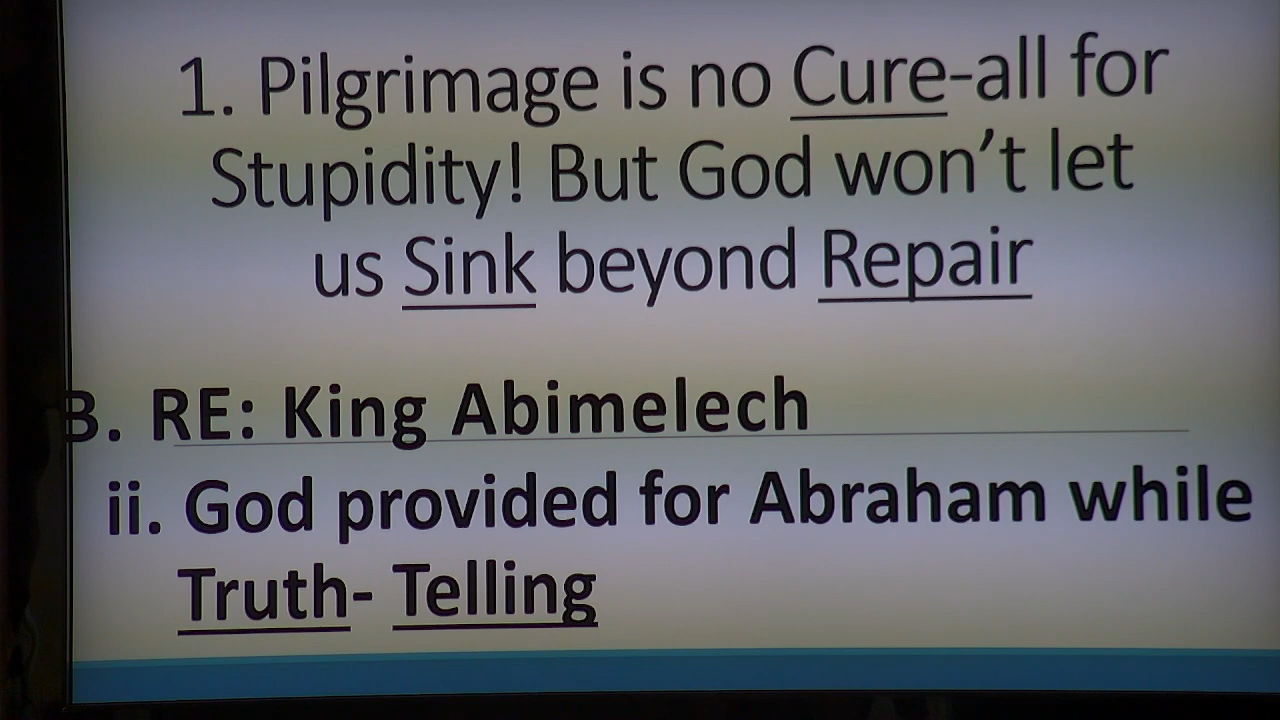 1. Pilgrimage is no Cure-all for
Stupidity! But God won't let
us Sink beyond Repair
B. RE: King Abimelech
ii. God provided for Abraham while
Truth- Telling